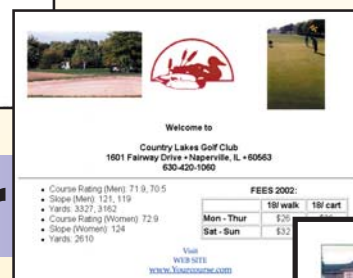 Welcome to
Country Lakes Golf Club
1601 Fairway Drive • Naperville, IL • 60563
630-420-1060
• Course Rating (Men): 71.9, 70.5
• Slope (Men): 121, 119
• Yards: 3327, 3162
• Course Rating (Women) 72.9
• Slope (Women): 124
• Yards: 2610
FEES 2002:
18/ walk 18/ cart
Mon - Thur $26
Sat - Sun $32
Visit
WEB SITE
www.Yourcourse.com